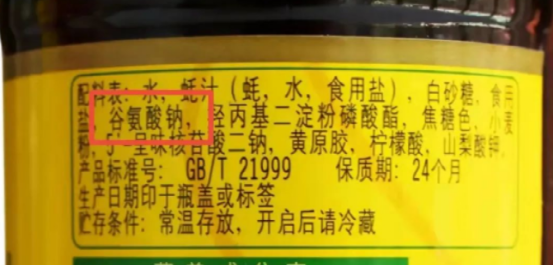 配料表: 水, 蚝汁 (蚝, 水, 食用盐), 白砂糖, 食用
盐, 谷氨酸钠, 羟丙基二淀粉磷酸酯, 焦糖色, 小麦
粉, 5'-呈味核苷酸二钠, 黄原胶, 柠檬酸, 山梨酸钾.
产品标准号: GB/T 21999 保质期: 24个月
生产日期印于瓶盖或标签
贮存条件: 常温存放, 开启后请冷藏